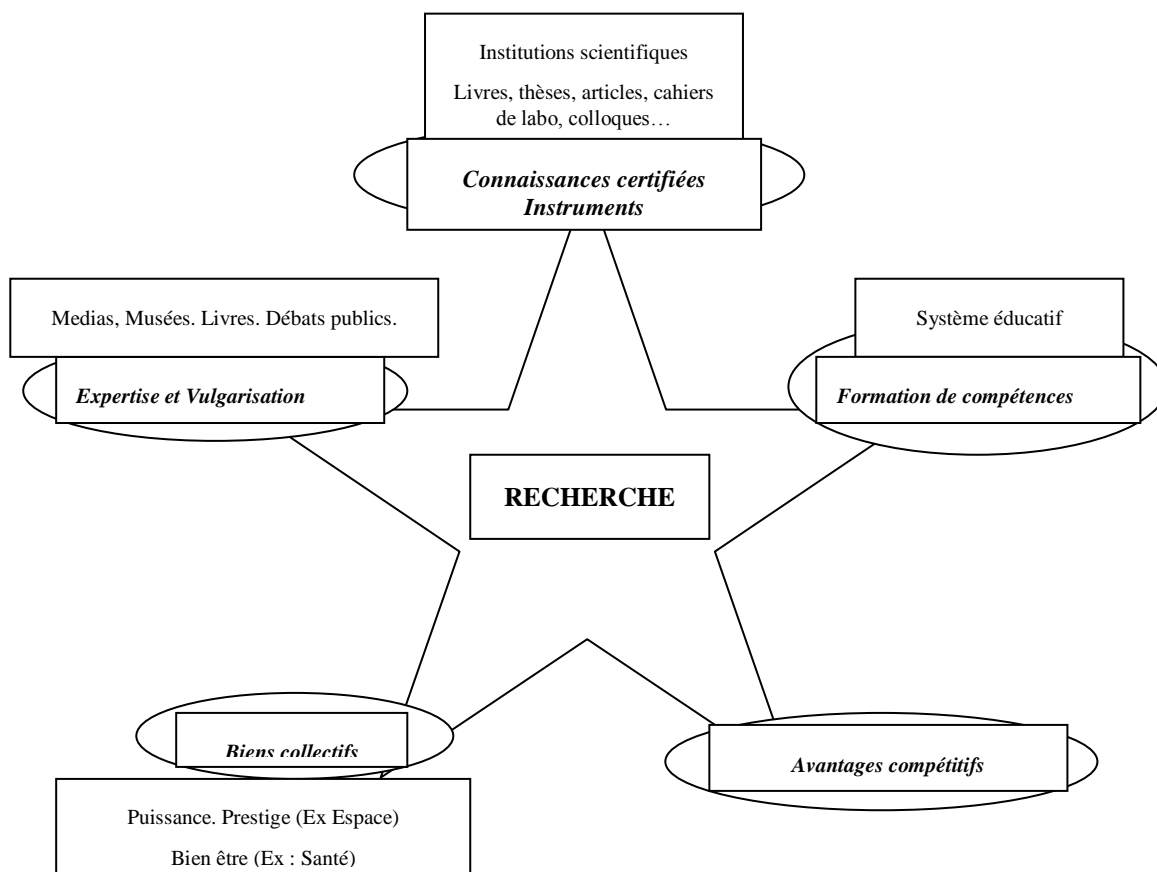 Institutions scientifiques
Livres, thèses, articles, cahiers
de labo, colloques…
Connaissances certifiées
Instruments
Medias, Musées. Livres. Débats publics.
Système éducatif
Expertise et Vulgarisation
Formation de compétences
RECHERCHE
Biens collectifs
Avantages compétitifs
Puissance. Prestige (Ex Espace)
Bien être (Ex : Santé)